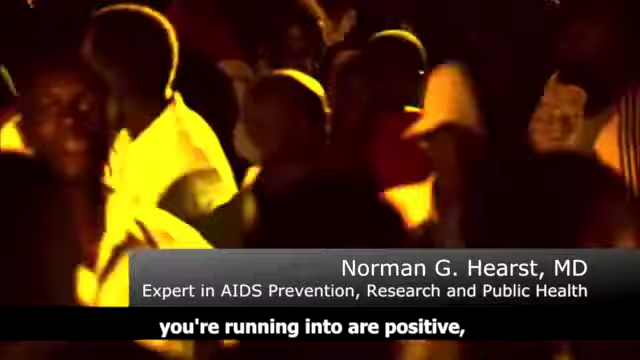 Norman G. Hearst, MD
Expert in AIDS Prevention, Research and Public Health
you're running into are positive,